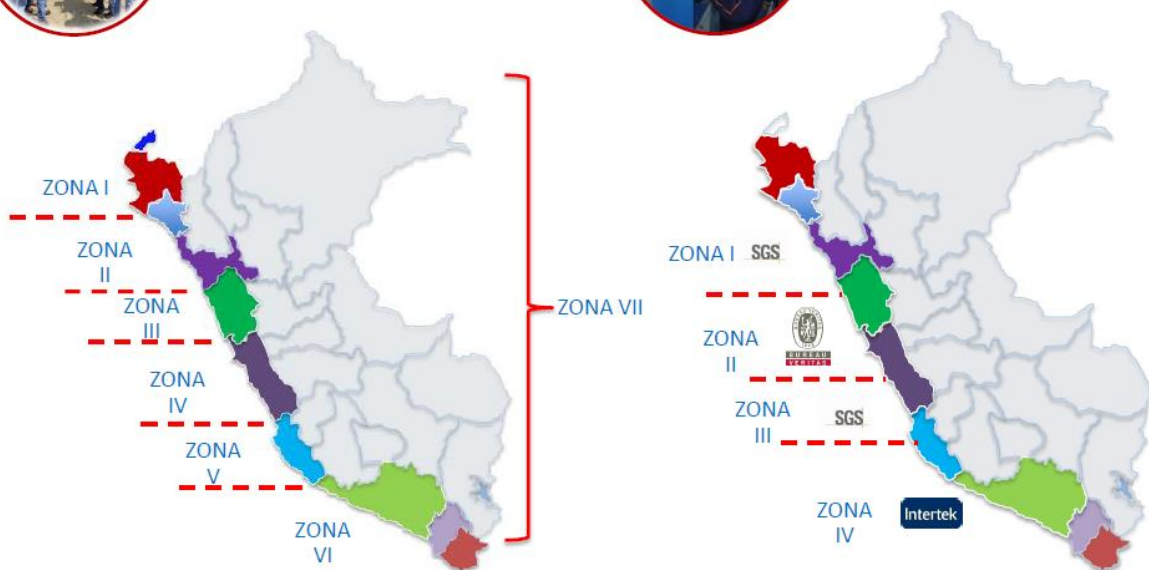 ZONA I
ZONA
II
ZONA
III
ZONA
IV
ZONA
V
ZONA
VI
ZONA VII
ZONA I
SGS
ZONA
II
BUREAU
VERITAS
ZONA
III
SGS
ZONA
IV
Intertek